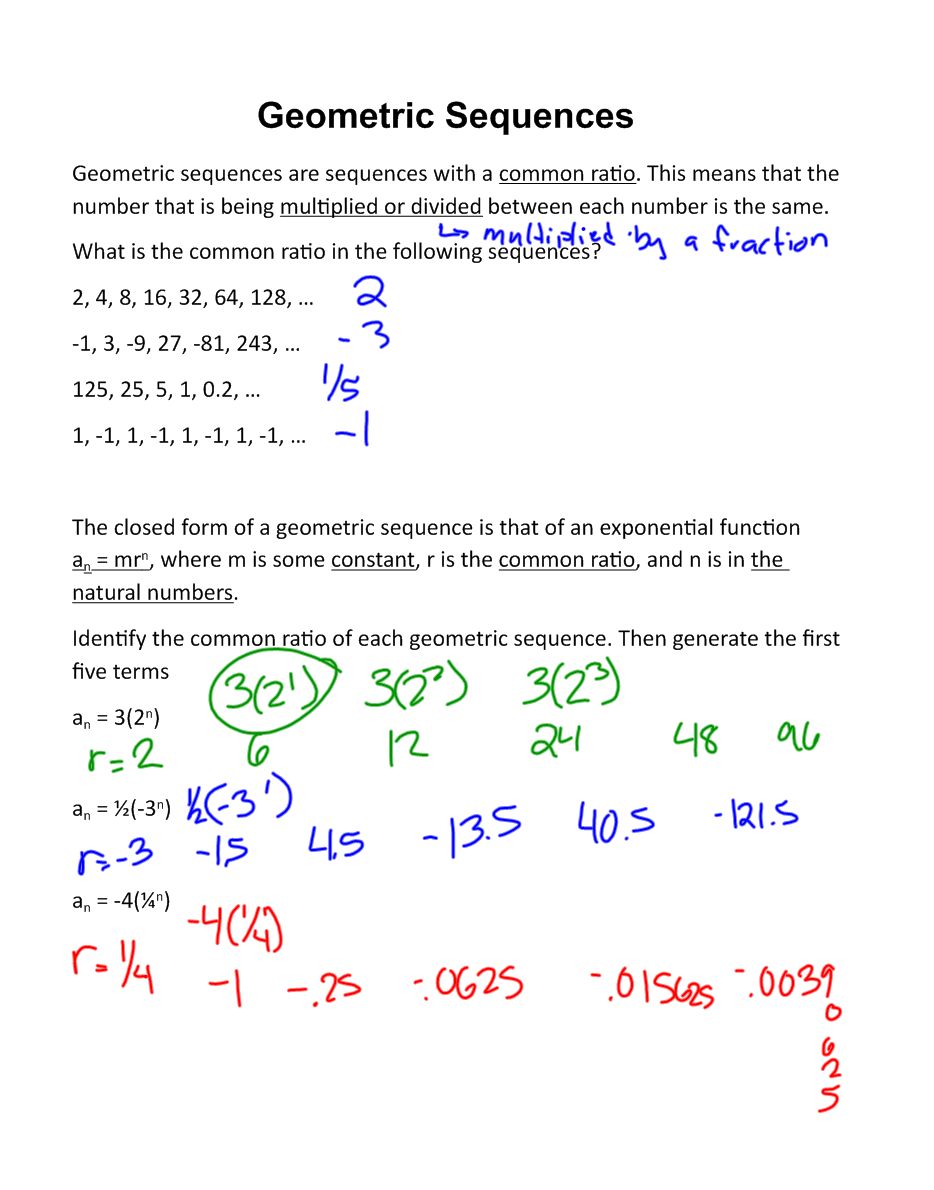 Geometric Sequences
Geometric sequences are sequences with a common ratio. This means that the
number that is being multiplied or divided between each number is the same.
↳ multiplied by a fraction
What is the common ratio in the following sequences?
2, 4, 8, 16, 32, 64, 128, … 2
-1, 3, -9, 27, -81, 243, … -3
125, 25, 5, 1, 0.2, … 1/5
1, -1, 1, -1, 1, -1, 1, -1, … -1
The closed form of a geometric sequence is that of an exponential function
aₙ = mrⁿ, where m is some constant, r is the common ratio, and n is in the
natural numbers.
Identify the common ratio of each geometric sequence. Then generate the first
five terms
3(2¹) 3(2²) 3(2³)
aₙ = 3(2ⁿ)
r=2 6 12 24 48 96
aₙ = ½(-3ⁿ) ½(-3¹)
r=-3 -1.5 4.5 -13.5 40.5 -121.5
aₙ = -4(¼ⁿ)
-4(¼¹)
r=1/4 -1 -.25 -.0625 -.015625 -.0039
0
6
2
5